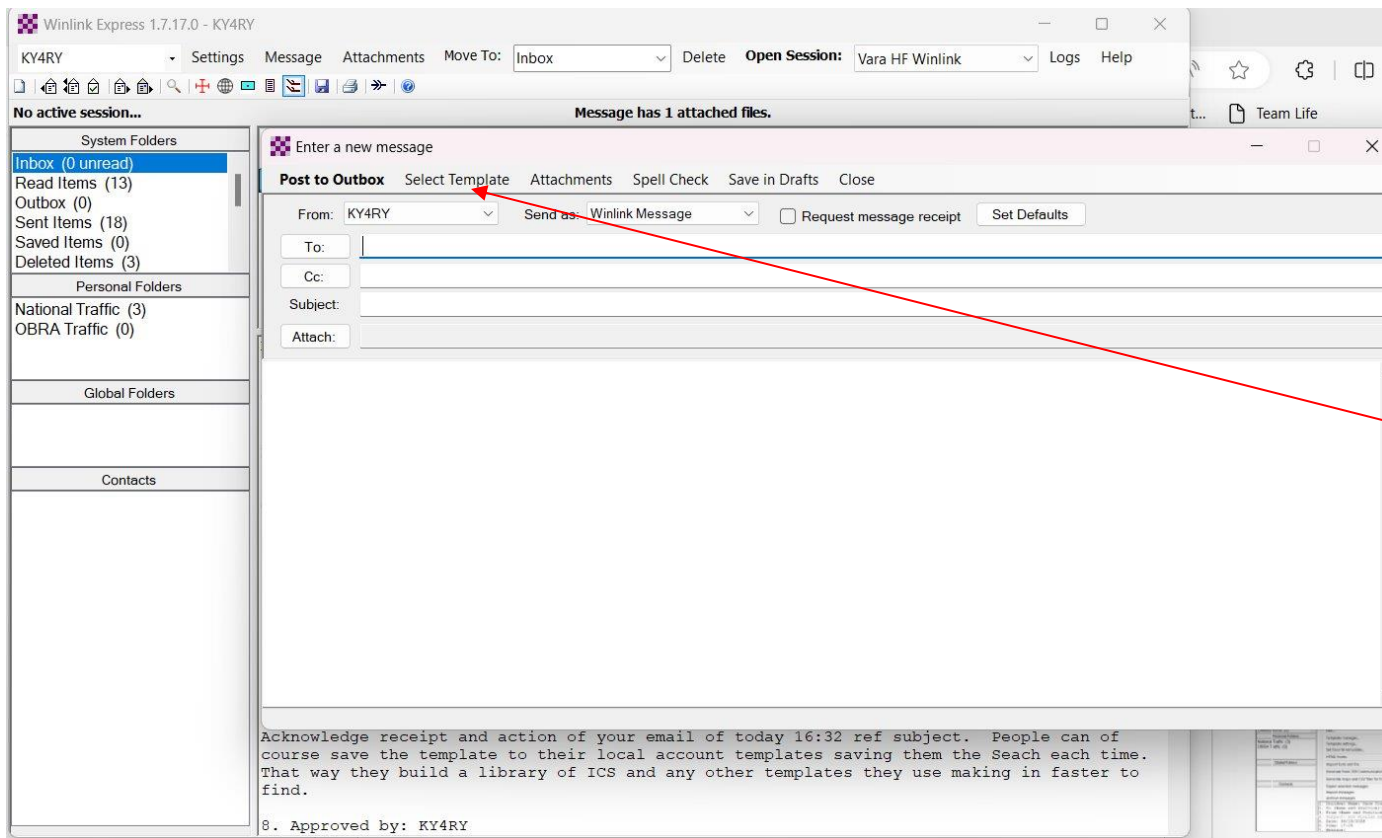 Winlink Express 1.7.17.0 - KY4RY
KY4RY Settings Message Attachments Move To: Inbox Delete Open Session: Vara HF Winlink Logs Help
No active session... Message has 1 attached files.
t... Team Life
System Folders
Inbox (0 unread)
Read Items (13)
Outbox (0)
Sent Items (18)
Saved Items (0)
Deleted Items (3)
Personal Folders
National Traffic (3)
OBRA Traffic (0)
Global Folders
Contacts
Enter a new message
Post to Outbox Select Template Attachments Spell Check Save in Drafts Close
From: KY4RY Send as: Winlink Message Request message receipt Set Defaults
To:
Cc:
Subject:
Attach:
Acknowledge receipt and action of your email of today 16:32 ref subject. People can of
course save the template to their local account templates saving them the Seach each time.
That way they build a library of ICS and any other templates they use making in faster to
find.
8. Approved by: KY4RY